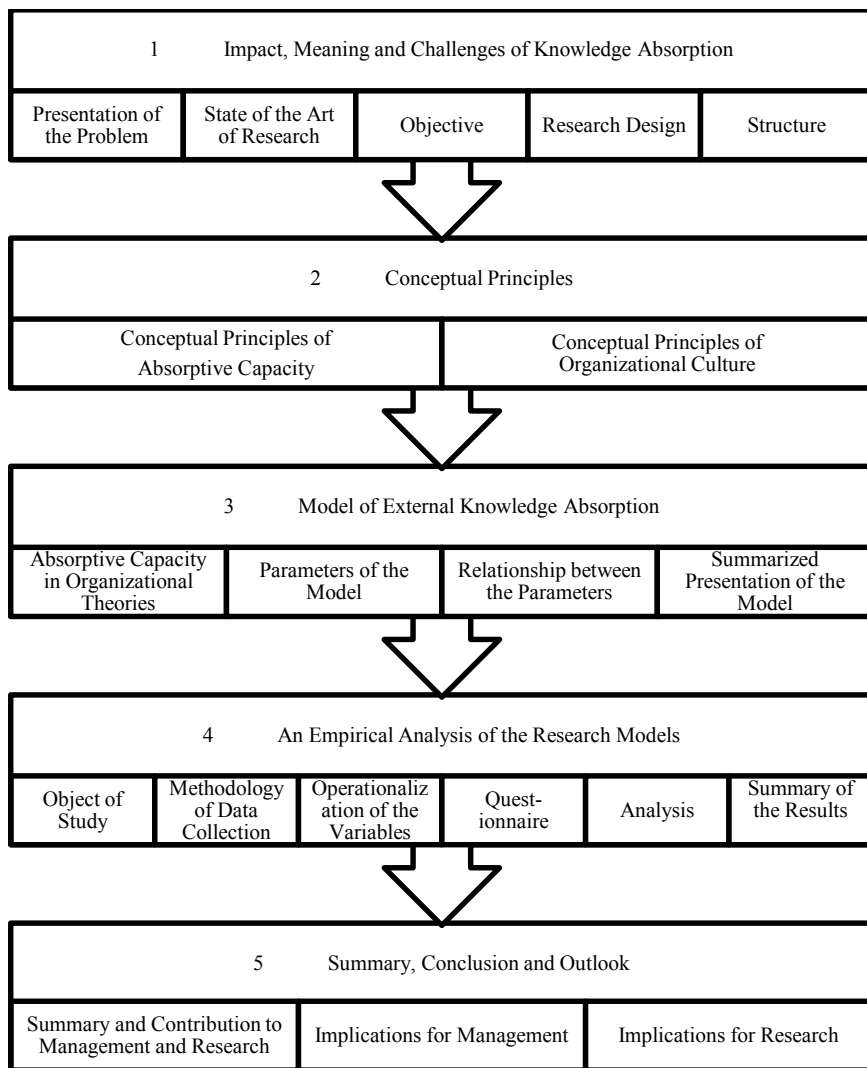 1 Impact, Meaning and Challenges of Knowledge Absorption
Presentation of
the Problem
State of the Art
of Research
Objective
Research Design
Structure
2 Conceptual Principles
Conceptual Principles of
Absorptive Capacity
Conceptual Principles of
Organizational Culture
3 Model of External Knowledge Absorption
Absorptive Capacity
in Organizational
Theories
Parameters of the
Model
Relationship between
the Parameters
Summarized
Presentation of the
Model
4 An Empirical Analysis of the Research Models
Object of
Study
Methodology
of Data
Collection
Operationaliz
ation of the
Variables
Quest-
ionnaire
Analysis
Summary of
the Results
5 Summary, Conclusion and Outlook
Summary and Contribution to
Management and Research
Implications for Management
Implications for Research